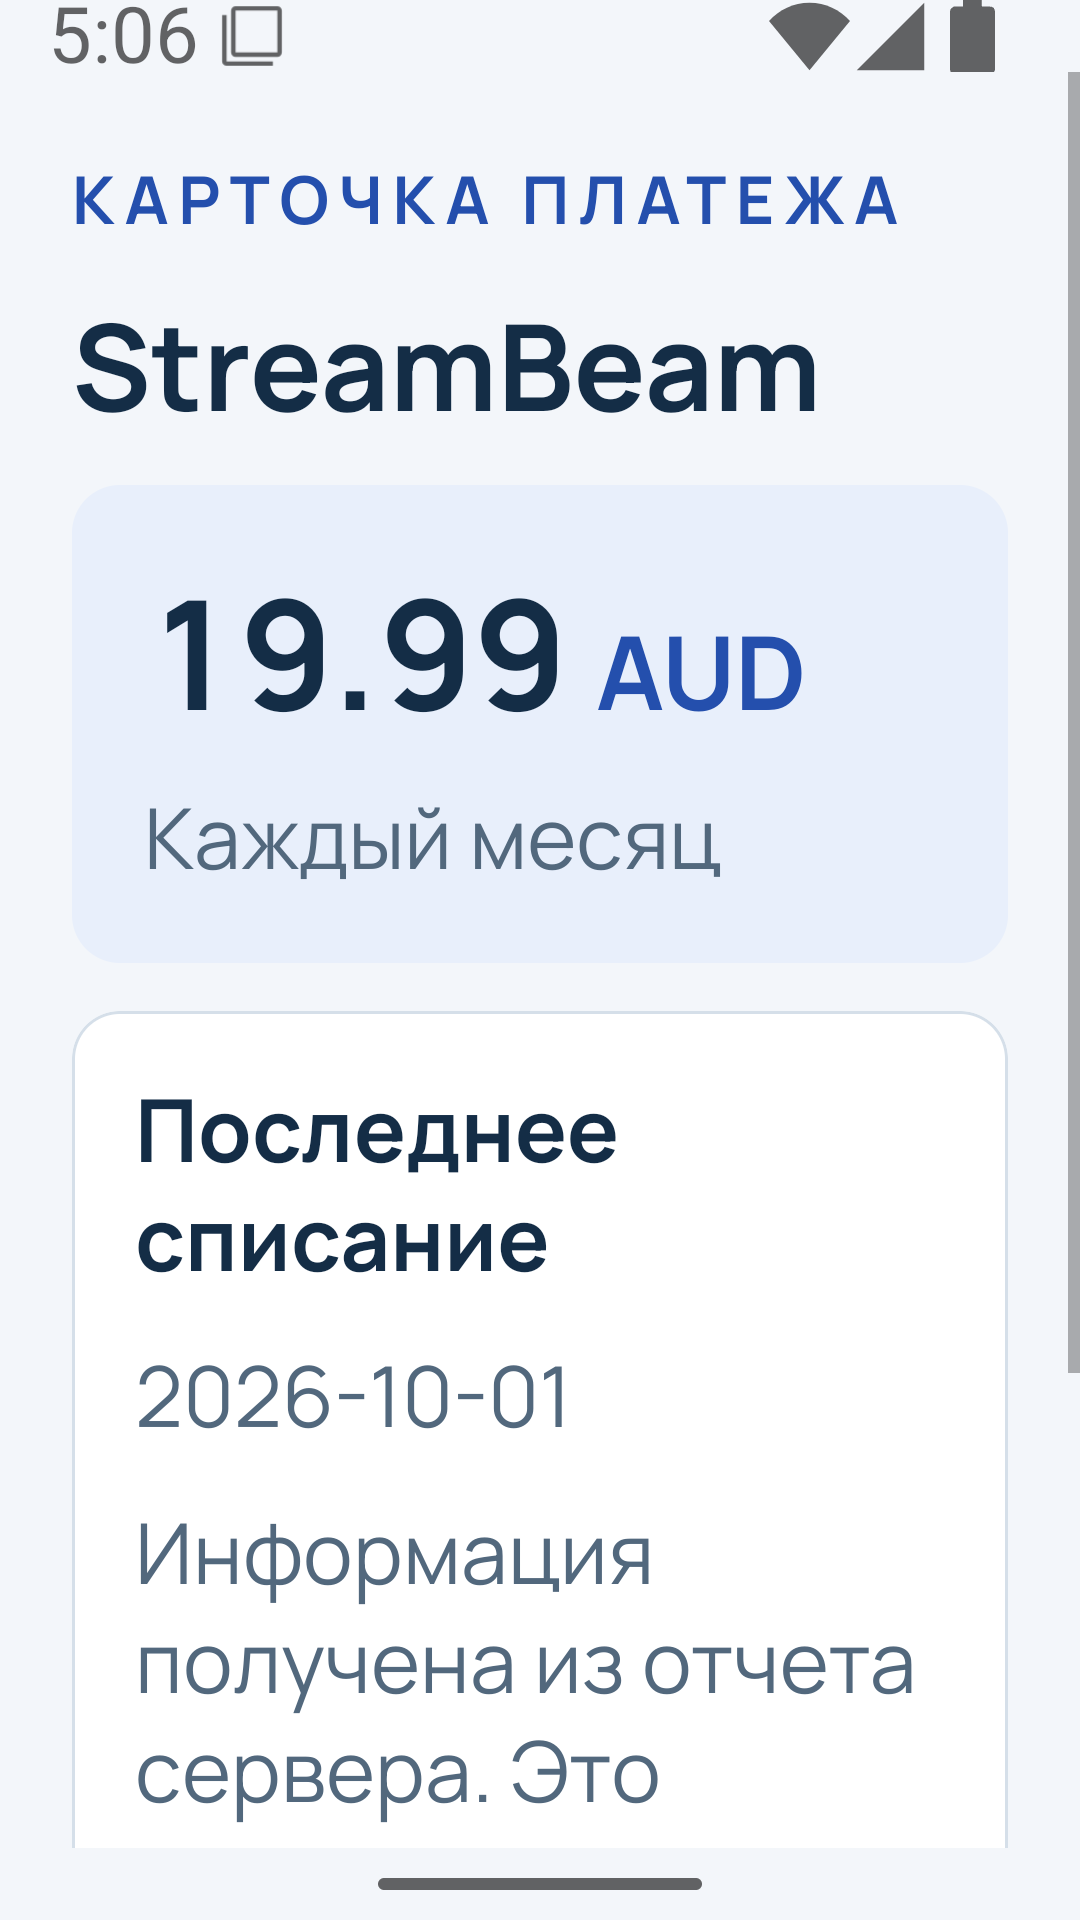 5:06
КАРТОЧКА ПЛАТЕЖА
StreamBeam
19.99 AUD
Каждый месяц
Последнее
списание
2026-10-01
Информация
получена из отчета
сервера. Это